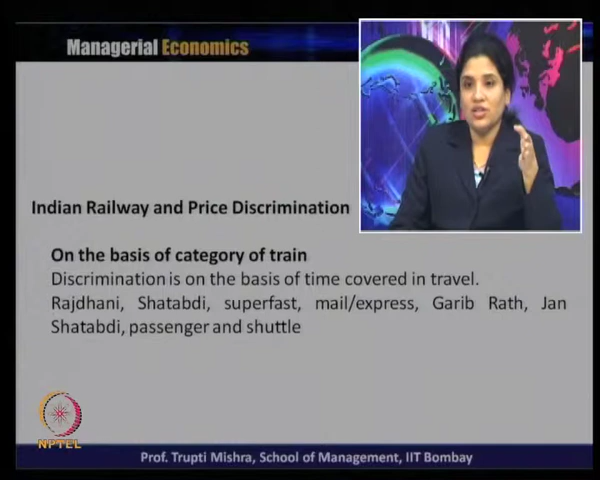 Managerial Economics
Indian Railway and Price Discrimination
On the basis of category of train
Discrimination is on the basis of time covered in travel.
Rajdhani, Shatabdi, superfast, mail/express, Garib Rath, Jan
Shatabdi, passenger and shuttle
NPTEL
Prof. Trupti Mishra, School of Management, IIT Bombay